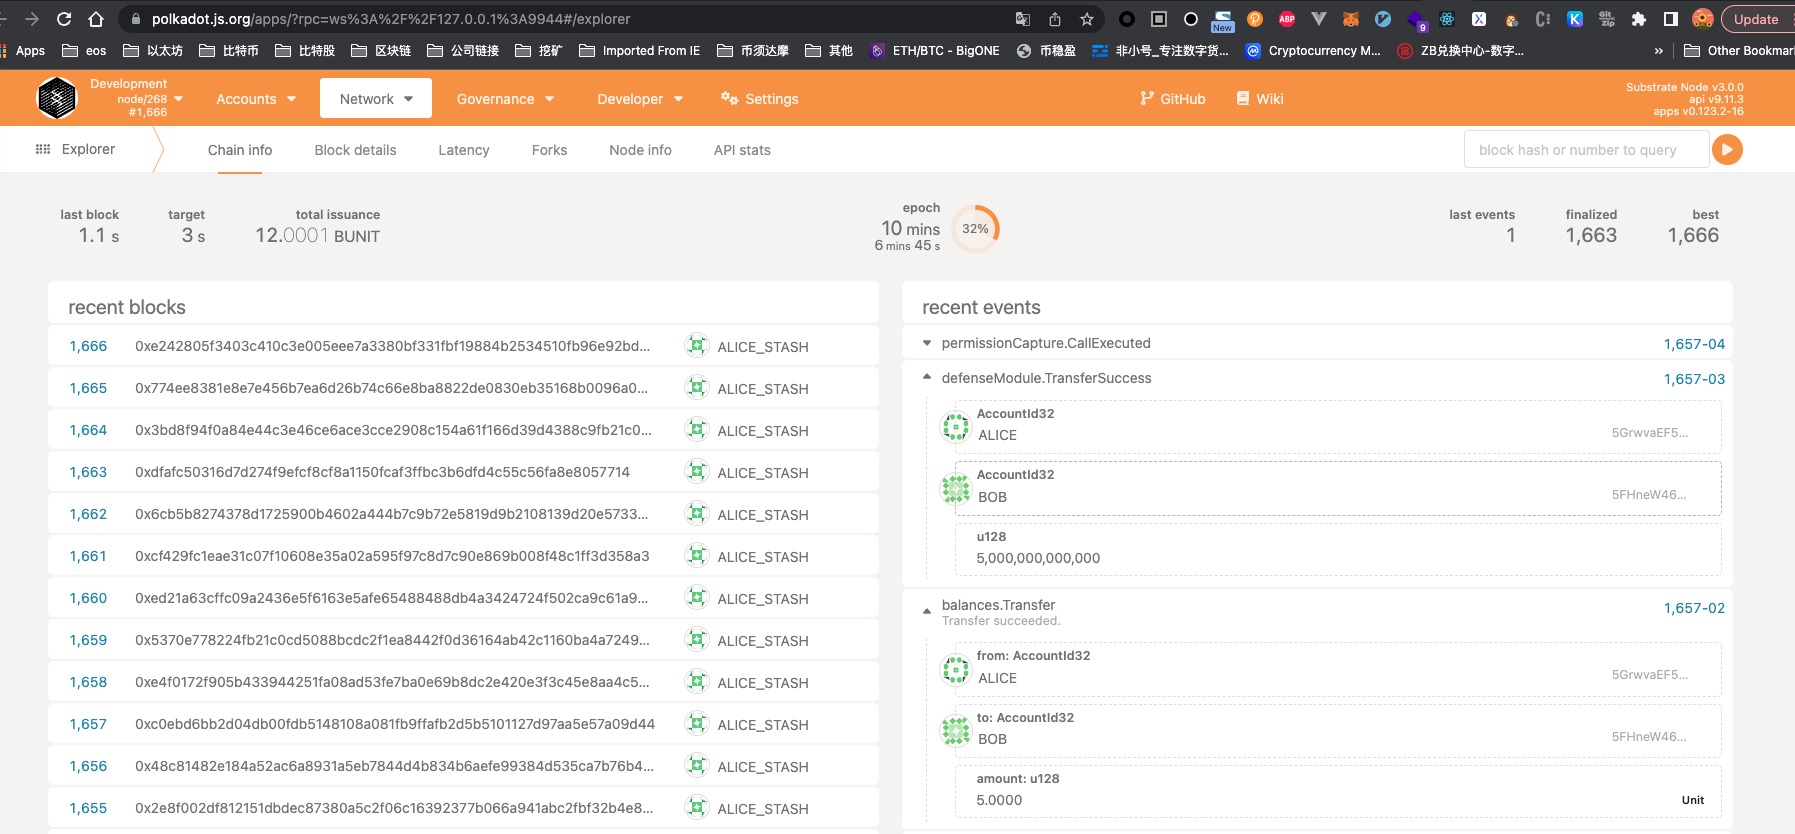 polkadot.js.org/apps/?rpc=ws%3A%2F%2F127.0.0.1%3A9944#/explorer
New
ABP
9
Git zip
Update
Apps eos 以太坊 比特币 比特股 区块链 公司链接 挖矿 Imported From IE 币须达摩 其他 ETH/BTC - BigONE 币稳盈 非小号_专注数字货... Cryptocurrency M... ZB兑换中心-数字... » Other Bookmar
Development
node/268
#1,666
Accounts Network Governance Developer Settings GitHub Wiki
Substrate Node v3.0.0
api v9.11.3
apps v0.123.2-16
Explorer Chain info Block details Latency Forks Node info API stats
block hash or number to query
last block
1.1 s
target
3 s
total issuance
12.0001 BUNIT
epoch
10 mins
6 mins 45 s
32%
last events
1
finalized
1,663
best
1,666
recent blocks
1,666 0xe242805f3403c410c3e005eee7a3380bf331fbf19884b2534510fb96e92bd... ALICE_STASH
1,665 0x774ee8381e8e7e456b7ea6d26b74c66e8ba8822de0830eb35168b0096a0... ALICE_STASH
1,664 0x3bd8f94f0a84e44c3e46ce6ace3cce2908c154a61f166d39d4388c9fb21c0... ALICE_STASH
1,663 0xdfafc50316d7d274f9efcf8cf8a1150fcaf3ffbc3b6dfd4c55c56fa8e8057714 ALICE_STASH
1,662 0x6cb5b8274378d1725900b4602a444b7c9b72e5819d9b2108139d20e5733... ALICE_STASH
1,661 0xcf429fc1eae31c07f10608e35a02a595f97c8d7c90e869b008f48c1ff3d358a3 ALICE_STASH
1,660 0xed21a63cffc09a2436e5f6163e5afe65488488db4a3424724f502ca9c61a9... ALICE_STASH
1,659 0x5370e778224fb21c0cd5088bcdc2f1ea8442f0d36164ab42c1160ba4a7249... ALICE_STASH
1,658 0xe4f0172f905b433944251fa08ad53fe7ba0e69b8dc2e420e3f3c45e8aa4c5... ALICE_STASH
1,657 0xc0ebd6bb2d04db00fdb5148108a081fb9ffafb2d5b5101127d97aa5e57a09d44 ALICE_STASH
1,656 0x48c81482e184a52ac6a8931a5eb7844d4b834b6aefe99384d535ca7b76b4... ALICE_STASH
1,655 0x2e8f002df812151dbdec87380a5c2f06c16392377b066a941abc2fbf32b4e8... ALICE_STASH
recent events
permissionCapture.CallExecuted 1,657-04
defenseModule.TransferSuccess 1,657-03
AccountId32
ALICE 5GrwvaEF5...
AccountId32
BOB 5FHneW46...
u128
5,000,000,000,000
balances.Transfer 1,657-02
Transfer succeeded.
from: AccountId32
ALICE 5GrwvaEF5...
to: AccountId32
BOB 5FHneW46...
amount: u128
5.0000 Unit